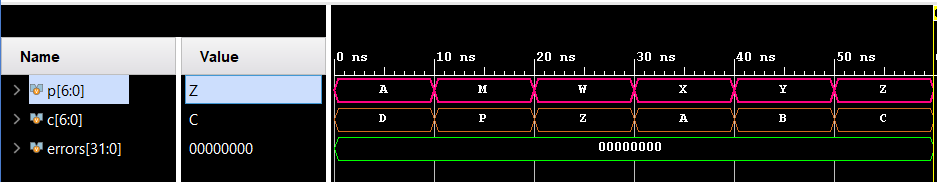 Name Value
0 ns 10 ns 20 ns 30 ns 40 ns 50 ns
p[6:0] Z A M W X Y Z
c[6:0] C D P Z A B C
errors[31:0] 00000000 00000000